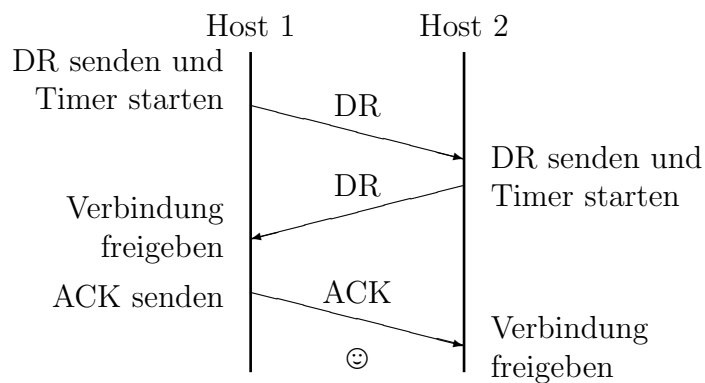 Host 1
Host 2
DR senden und
Timer starten
DR
DR senden und
Timer starten
DR
Verbindung
freigeben
ACK senden
ACK
Verbindung
freigeben